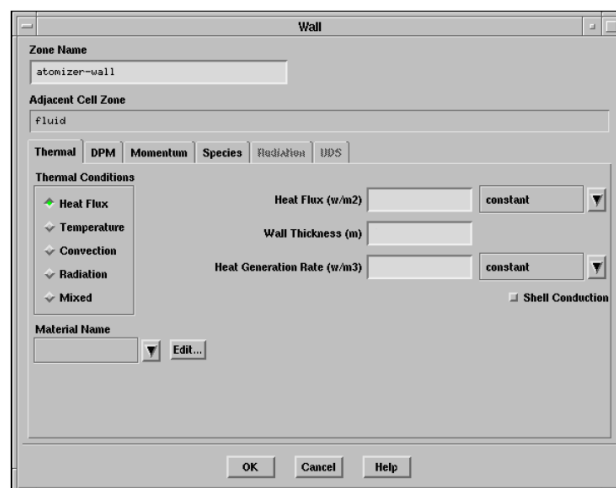 Wall
Zone Name
atomizer-wall
Adjacent Cell Zone
fluid
Thermal DPM Momentum Species Radiation UDS
Thermal Conditions
Heat Flux
Temperature
Convection
Radiation
Mixed
Heat Flux (w/m2) constant
Wall Thickness (m)
Heat Generation Rate (w/m3) constant
Shell Conduction
Material Name
Edit...
OK Cancel Help